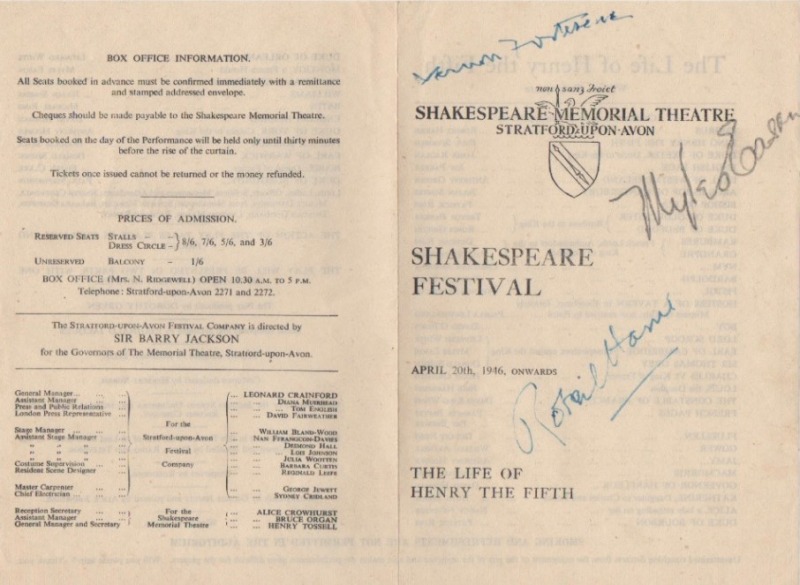 BOX OFFICE INFORMATION.
All Seats booked in advance must be confirmed immediately with a remittance
and stamped addressed envelope.
Cheques should be made payable to the Shakespeare Memorial Theatre.
Seats booked on the day of the Performance will be held only until thirty minutes
before the rise of the curtain.
Tickets once issued cannot be returned or the money refunded.
PRICES OF ADMISSION.
RESERVED SEATS STALLS - -
DRESS CIRCLE - } 8/6, 7/6, 5/6, and 3/6
UNRESERVED BALCONY - 1/6
BOX OFFICE (MRS. N. RIDGEWELL) OPEN 10.30 A.M. TO 5 P.M.
Telephone: Stratford-upon-Avon 2271 and 2272.
THE STRATFORD-UPON-AVON FESTIVAL COMPANY is directed by
SIR BARRY JACKSON
for the Governors of The Memorial Theatre, Stratford-upon-Avon.
General Manager... ... ... LEONARD CRAINFORD
Assistant Manager ... ... DIANA MUIRHEAD
Press and Public Relations ... ... TOM ENGLISH
London Press Representative ... ... DAVID FAIRWEATHER
For the
Stage Manager ... ... WILLIAM BLAND-WOOD
Assistant Stage Manager ... Stratford-upon-Avon ... NAN FRANKCOM-DAVIES
" " " ... DESMOND HALL
Festival
" " " ... LOIS JOHNSON
" " " ... JULIA WOOTTEN
Costume Supervision ... Company ... BARBARA CURTIS
Resident Scene Designer ... REGINALD LEEFE
Master Carpenter ... ... GEORGE JEWETT
Chief Electrician ... ... SYDNEY CRIDLAND
Reception Secretary ... For the ... ALICE CROWHURST
Assistant Manager ... Shakespeare ... BRUCE ORGAN
General Manager and Secretary Memorial Theatre ... HENRY TOSSELL
Vernon Fortescue
non sanz droict
SHAKESPEARE MEMORIAL THEATRE
STRATFORD-UPON-AVON
SHAKESPEARE
FESTIVAL
APRIL 20th, 1946, ONWARDS
Robert Harris
THE LIFE OF
HENRY THE FIFTH